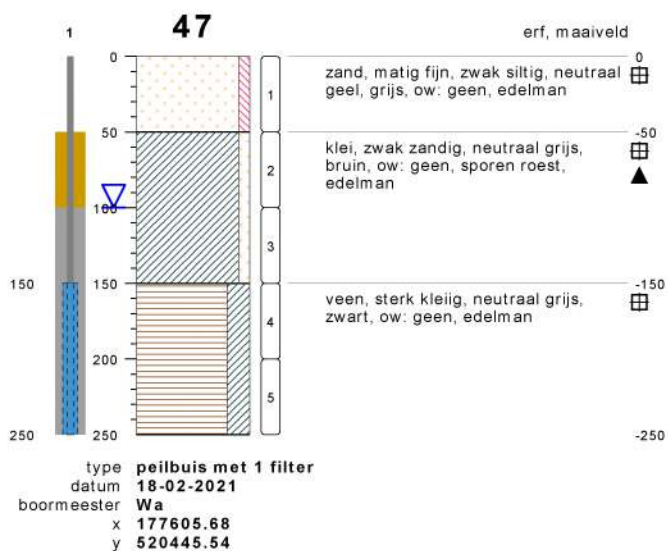 1
47
erf, maaiveld
0
0
zand, matig fijn, zwak siltig, neutraal
geel, grijs, ow: geen, edelman
1
50
-50
klei, zwak zandig, neutraal grijs,
bruin, ow: geen, sporen roest,
edelman
2
100
3
150
150
-150
veen, sterk kleiig, neutraal grijs,
zwart, ow: geen, edelman
4
200
5
250
250
-250
type peilbuis met 1 filter
datum 18-02-2021
boormeester Wa
x 177605.68
y 520445.54